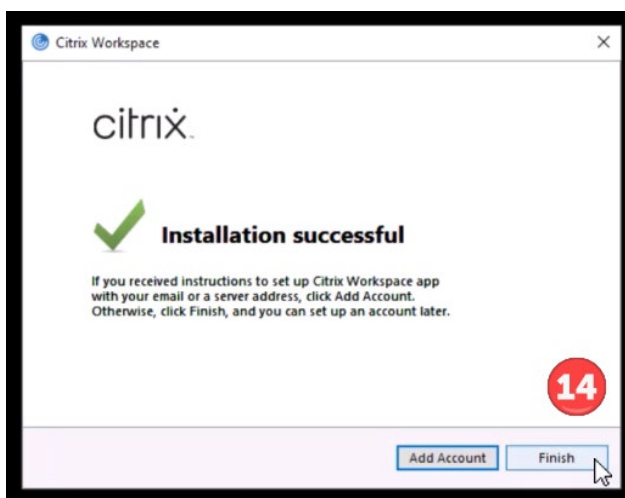 Citrix Workspace
citrix
Installation successful
If you received instructions to set up Citrix Workspace app
with your email or a server address, click Add Account.
Otherwise, click Finish, and you can set up an account later.
14
Add Account Finish